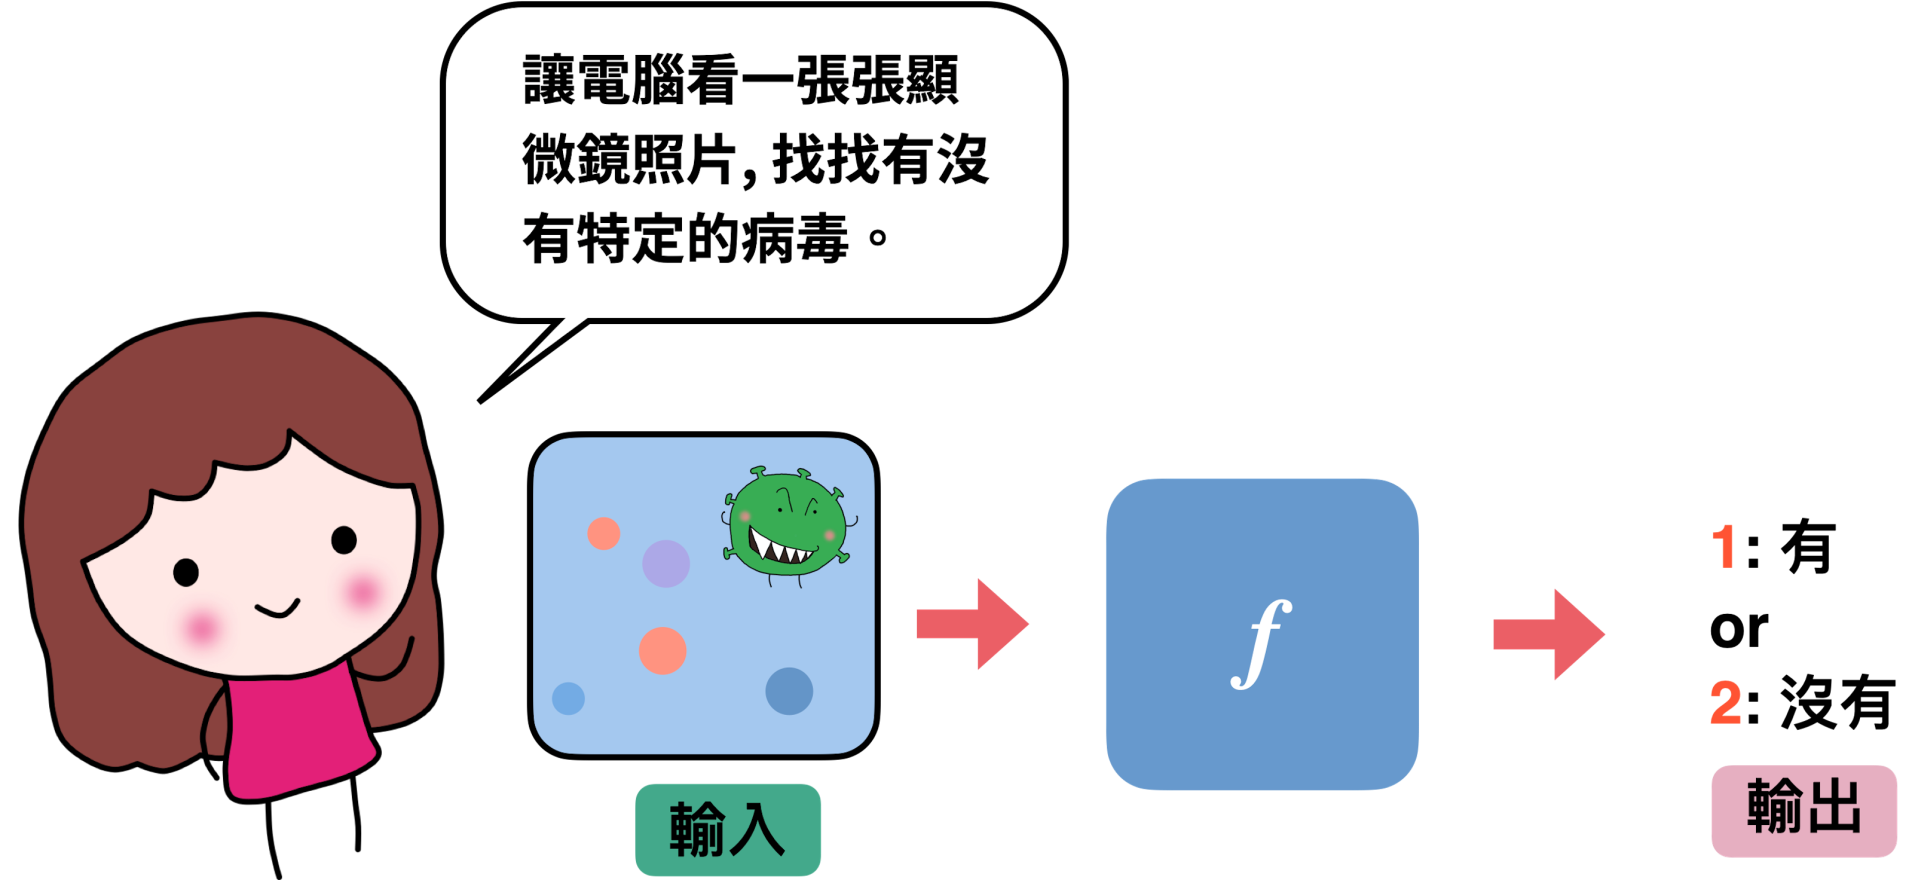 讓電腦看一張張顯
微鏡照片, 找找有沒
有特定的病毒。
f
1: 有
or
2: 沒有
輸入
輸出